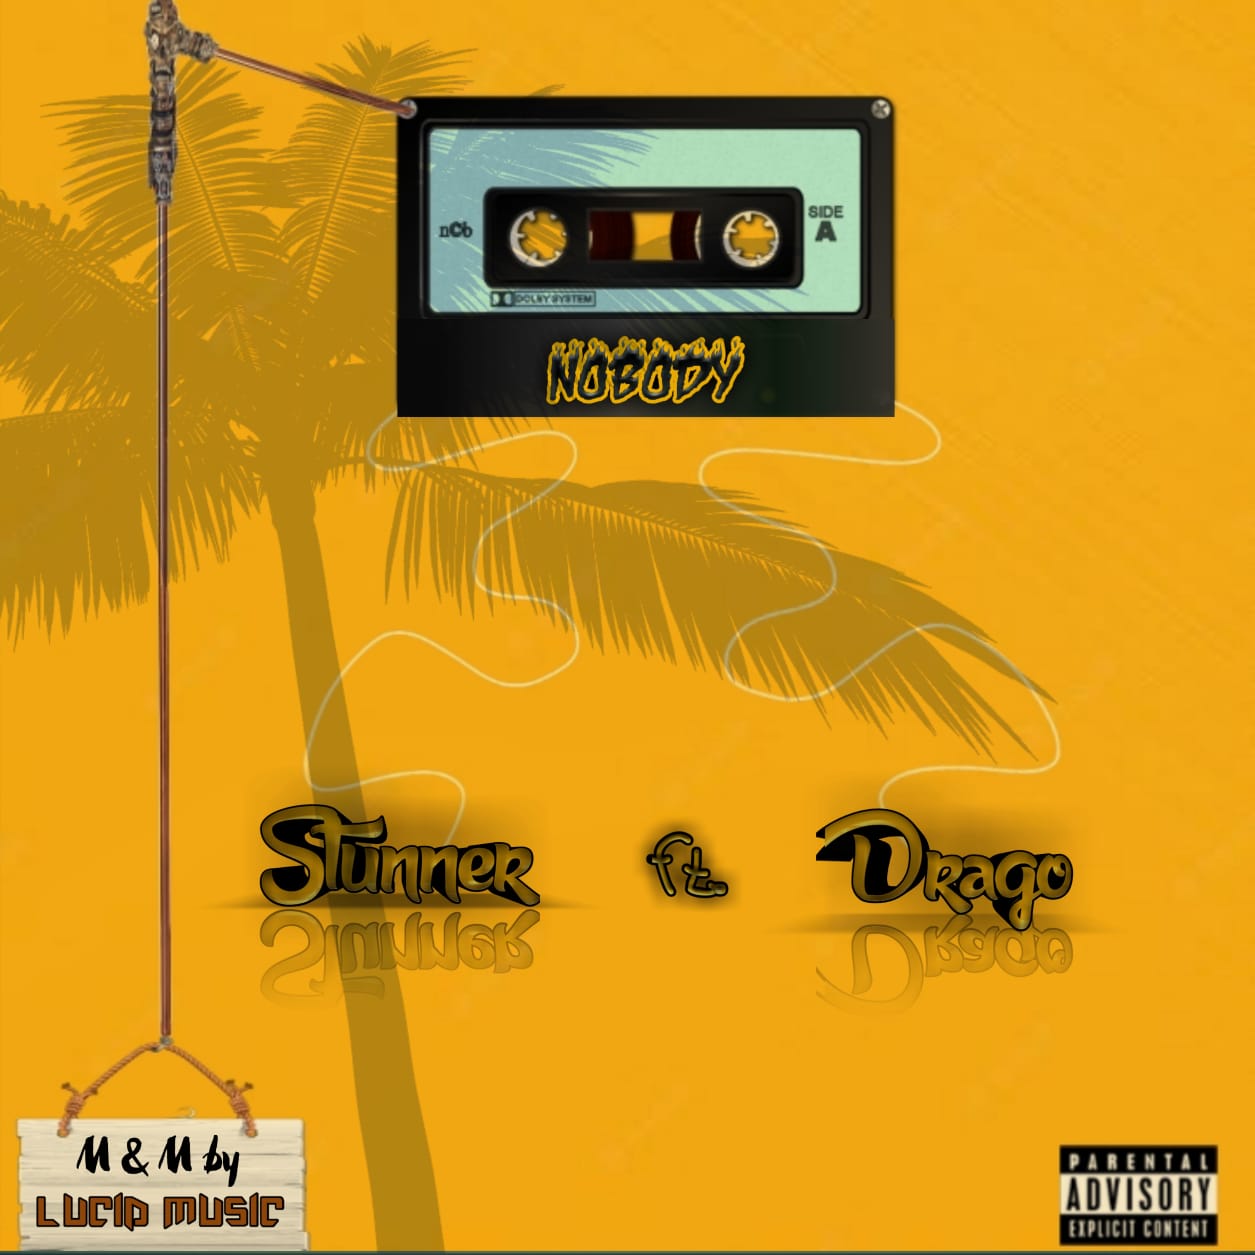 nCb
SIDE
A
DOLBY SYSTEM
NOBODY
STunneR ft.. DRago
M & M by
LUCID MUSIC
PARENTAL
ADVISORY
EXPLICIT CONTENT